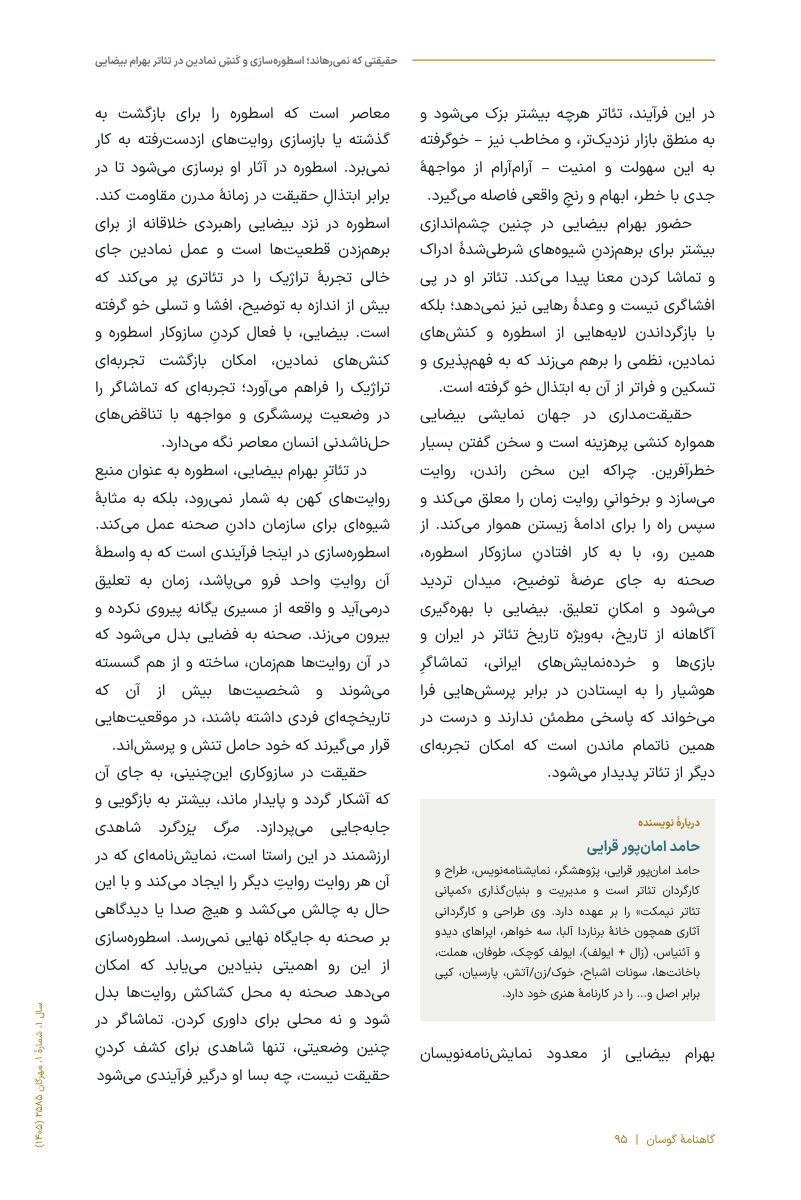 حقیقتی که نمی‌رهاند؛ اسطوره‌سازی و کُنشِ نمادین در تئاتر بهرام بیضایی
در این فرآیند، تئاتر هرچه بیشتر بزک می‌شود و
به منطق بازار نزدیک‌تر، و مخاطب نیز – خوگرفته
به این سهولت و امنیت – آرام‌آرام از مواجههٔ
جدی با خطر، ابهام و رنجِ واقعی فاصله می‌گیرد.
حضور بهرام بیضایی در چنین چشم‌اندازی
بیشتر برای برهم‌زدنِ شیوه‌های شرطی‌شدهٔ ادراک
و تماشا کردن معنا پیدا می‌کند. تئاتر او در پی
افشاگری نیست و وعدهٔ رهایی نیز نمی‌دهد؛ بلکه
با بازگرداندن لایه‌هایی از اسطوره و کنش‌های
نمادین، نظمی را برهم می‌زند که به فهم‌پذیری و
تسکین و فراتر از آن به ابتذال خو گرفته است.
حقیقت‌مداری در جهان نمایشی بیضایی
همواره کنشی پرهزینه است و سخن گفتن بسیار
خطرآفرین. چراکه این سخن راندن، روایت
می‌سازد و برخوانیِ روایت زمان را معلق می‌کند و
سپس راه را برای ادامهٔ زیستن هموار می‌کند. از
همین رو، با به کار افتادنِ سازوکار اسطوره،
صحنه به جای عرضهٔ توضیح، میدان تردید
می‌شود و امکانِ تعلیق. بیضایی با بهره‌گیری
آگاهانه از تاریخ، به‌ویژه تاریخ تئاتر در ایران و
بازی‌ها و خرده‌نمایش‌های ایرانی، تماشاگرِ
هوشیار را به ایستادن در برابر پرسش‌هایی فرا
می‌خواند که پاسخی مطمئن ندارند و درست در
همین ناتمام ماندن است که امکان تجربه‌ای
دیگر از تئاتر پدیدار می‌شود.
دربارهٔ نویسنده
حامد امان‌پور قرایی
حامد امان‌پور قرایی، پژوهشگر، نمایشنامه‌نویس، طراح و
کارگردان تئاتر است و مدیریت و بنیان‌گذاری «کمپانی
تئاتر نیمکت» را بر عهده دارد. وی طراحی و کارگردانی
آثاری همچون خانهٔ برناردا آلبا، سه خواهر، اپراهای دیدو
و آئنیاس، (زال + ایولف)، ایولف کوچک، طوفان، هملت،
باخانت‌ها، سونات اشباح، خوک/زن/آتش، پارسیان، کپی
برابر اصل و... را در کارنامهٔ هنری خود دارد.
بهرام بیضایی از معدود نمایش‌نامه‌نویسان
معاصر است که اسطوره را برای بازگشت به
گذشته یا بازسازی روایت‌های ازدست‌رفته به کار
نمی‌برد. اسطوره در آثار او برسازی می‌شود تا در
برابر ابتذالِ حقیقت در زمانهٔ مدرن مقاومت کند.
اسطوره در نزد بیضایی راهبردی خلاقانه از برای
برهم‌زدن قطعیت‌ها است و عمل نمادین جای
خالی تجربهٔ تراژیک را در تئاتری پر می‌کند که
بیش از اندازه به توضیح، افشا و تسلی خو گرفته
است. بیضایی، با فعال کردنِ سازوکار اسطوره و
کنش‌های نمادین، امکان بازگشت تجربه‌ای
تراژیک را فراهم می‌آورد؛ تجربه‌ای که تماشاگر را
در وضعیت پرسشگری و مواجهه با تناقض‌های
حل‌ناشدنی انسان معاصر نگه می‌دارد.
در تئاترِ بهرام بیضایی، اسطوره به عنوان منبع
روایت‌های کهن به شمار نمی‌رود، بلکه به مثابهٔ
شیوه‌ای برای سازمان دادنِ صحنه عمل می‌کند.
اسطوره‌سازی در اینجا فرآیندی است که به واسطهٔ
آن روایتِ واحد فرو می‌پاشد، زمان به تعلیق
درمی‌آید و واقعه از مسیری یگانه پیروی نکرده و
بیرون می‌زند. صحنه به فضایی بدل می‌شود که
در آن روایت‌ها هم‌زمان، ساخته و از هم گسسته
می‌شوند و شخصیت‌ها بیش از آن که
تاریخچه‌ای فردی داشته باشند، در موقعیت‌هایی
قرار می‌گیرند که خود حامل تنش و پرسش‌اند.
حقیقت در سازوکاری این‌چنینی، به جای آن
که آشکار گردد و پایدار ماند، بیشتر به بازگویی و
جابه‌جایی می‌پردازد. مرگ یزدگرد شاهدی
ارزشمند در این راستا است، نمایش‌نامه‌ای که در
آن هر روایت روایتِ دیگر را ایجاد می‌کند و با این
حال به چالش می‌کشد و هیچ صدا یا دیدگاهی
بر صحنه به جایگاه نهایی نمی‌رسد. اسطوره‌سازی
از این رو اهمیتی بنیادین می‌یابد که امکان
می‌دهد صحنه به محل کشاکش روایت‌ها بدل
شود و نه محلی برای داوری کردن. تماشاگر در
چنین وضعیتی، تنها شاهدی برای کشف کردنِ
حقیقت نیست، چه بسا او درگیر فرآیندی می‌شود
سال ۱، شمارهٔ ۱، مهرگان ۲۵۸۵ (۱۴۰۵)
گاهنامهٔ گوسان | ۹۵